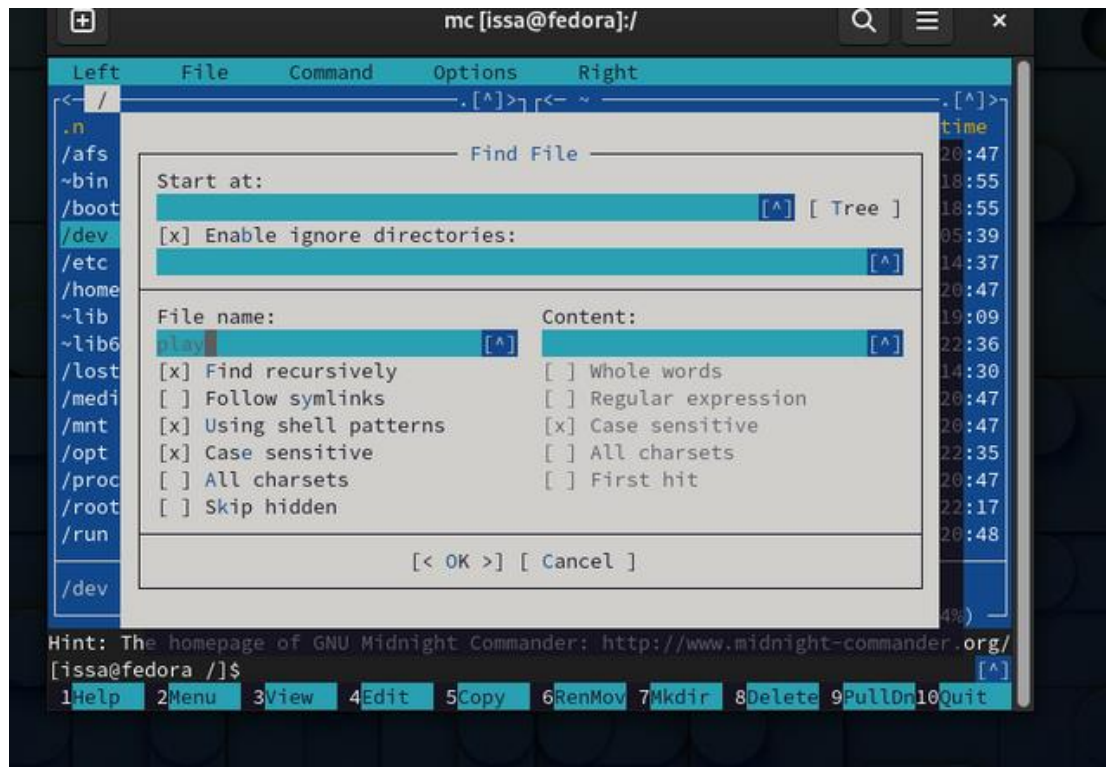 mc [issa@fedora]:/
Left File Command Options Right
<- / .[^]> <- ~ .[^]>
.n time
/afs 20:47
~bin 18:55
/boot 18:55
/dev 05:39
/etc 14:37
/home 20:47
~lib 19:09
~lib6 22:36
/lost 14:30
/medi 20:47
/mnt 20:47
/opt 22:35
/proc 20:47
/root 22:17
/run 20:48
/dev
4%)
Find File
Start at:
[^] [ Tree ]
[x] Enable ignore directories:
[^]
File name: Content:
play [^] [^]
[x] Find recursively [ ] Whole words
[ ] Follow symlinks [ ] Regular expression
[x] Using shell patterns [x] Case sensitive
[x] Case sensitive [ ] All charsets
[ ] All charsets [ ] First hit
[ ] Skip hidden
[< OK >] [ Cancel ]
Hint: The homepage of GNU Midnight Commander: http://www.midnight-commander.org/
[issa@fedora /]$ [^]
1Help 2Menu 3View 4Edit 5Copy 6RenMov 7Mkdir 8Delete 9PullDn 10Quit